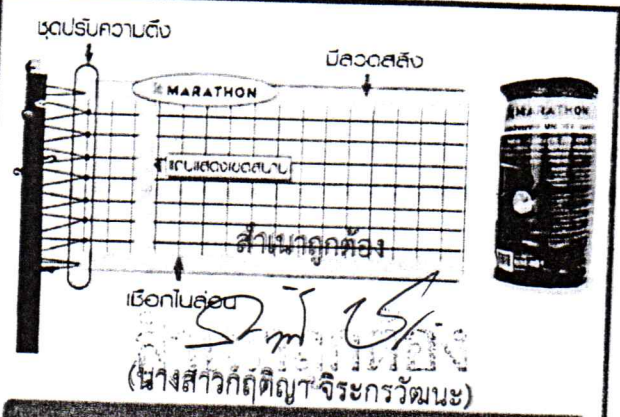 ชุดปรับความตึง
มีลวดสลิง
MARATHON
MARATHON
แถบแสดงเขตสนาม
สำเนาถูกต้อง
เชือกไนล่อน
(นางสาวกฤติญา จิระกรวัฒนะ)